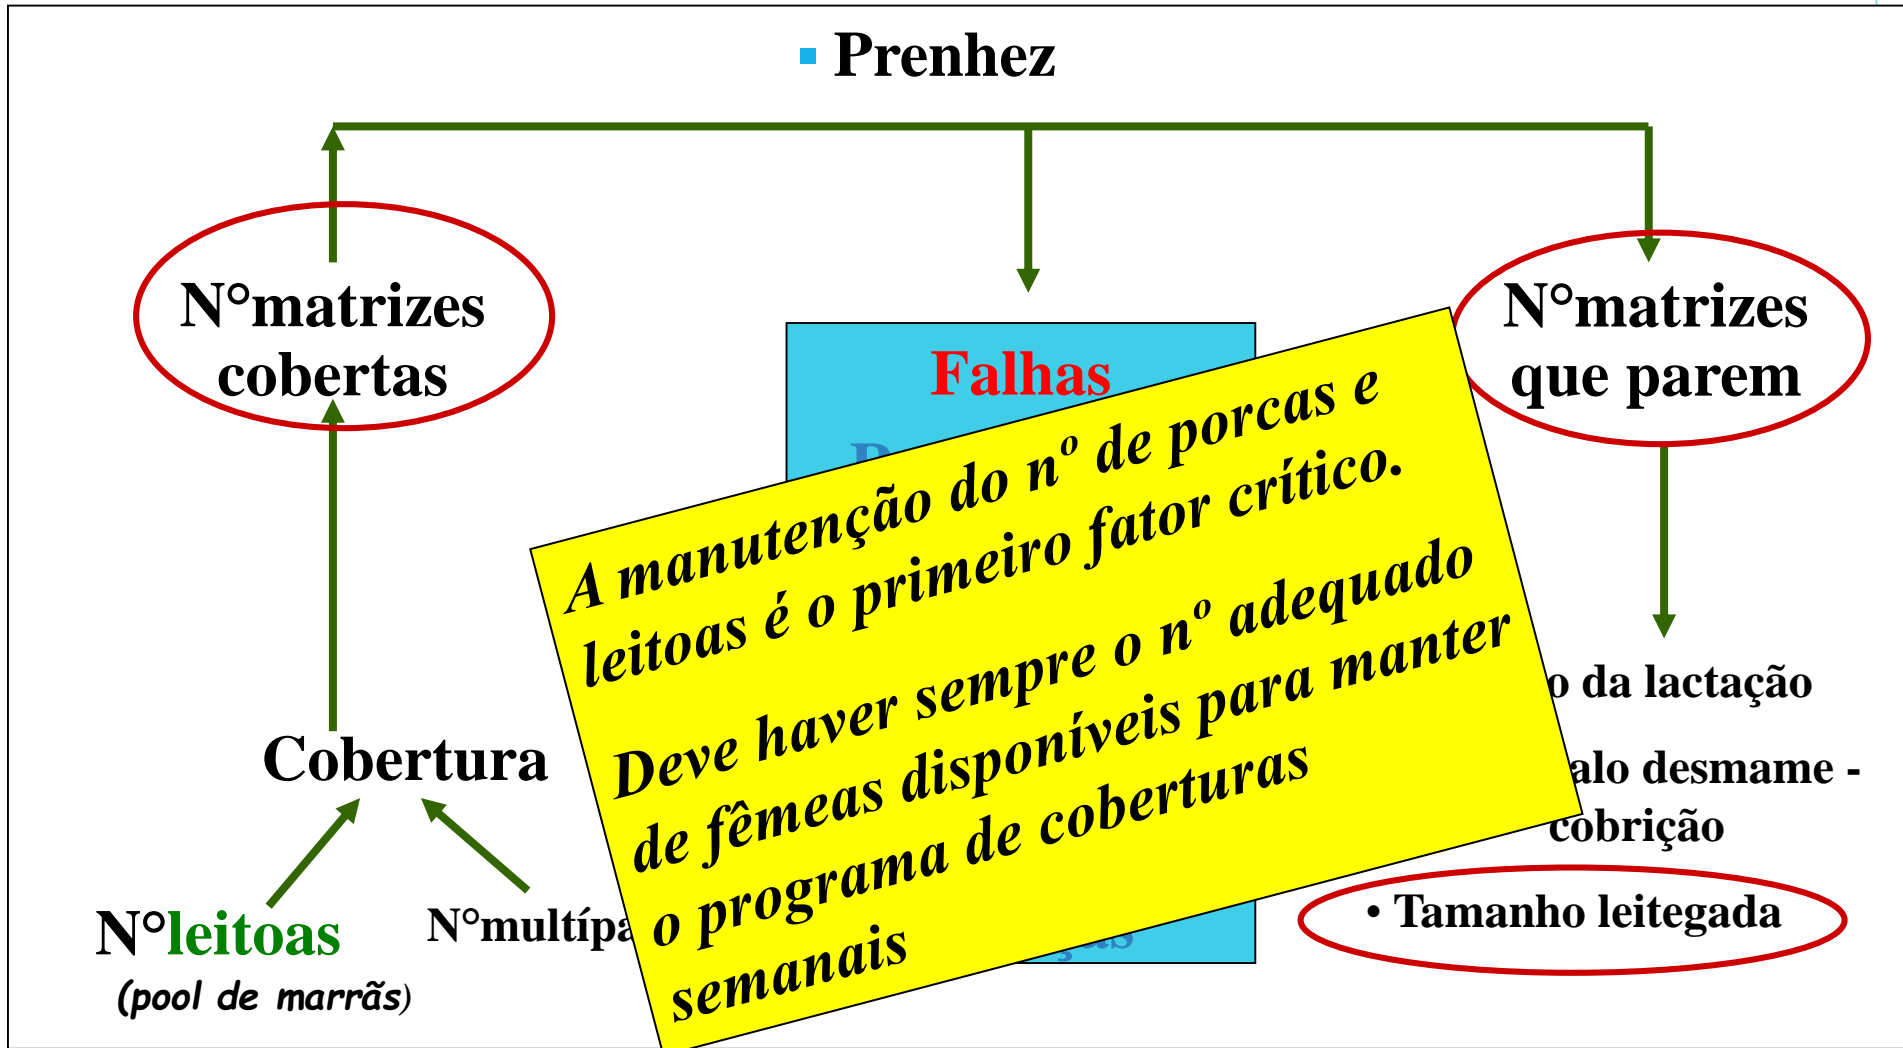 ▪ Prenhez
N°matrizes
cobertas
Falhas
N°matrizes
que parem
A manutenção do nº de porcas e
leitoas é o primeiro fator crítico.
Deve haver sempre o nº adequado
de fêmeas disponíveis para manter
o programa de coberturas
semanais
da lactação
Cobertura
desmame -
cobrição
N°leitoas
(pool de marrãs)
• Tamanho leitegada